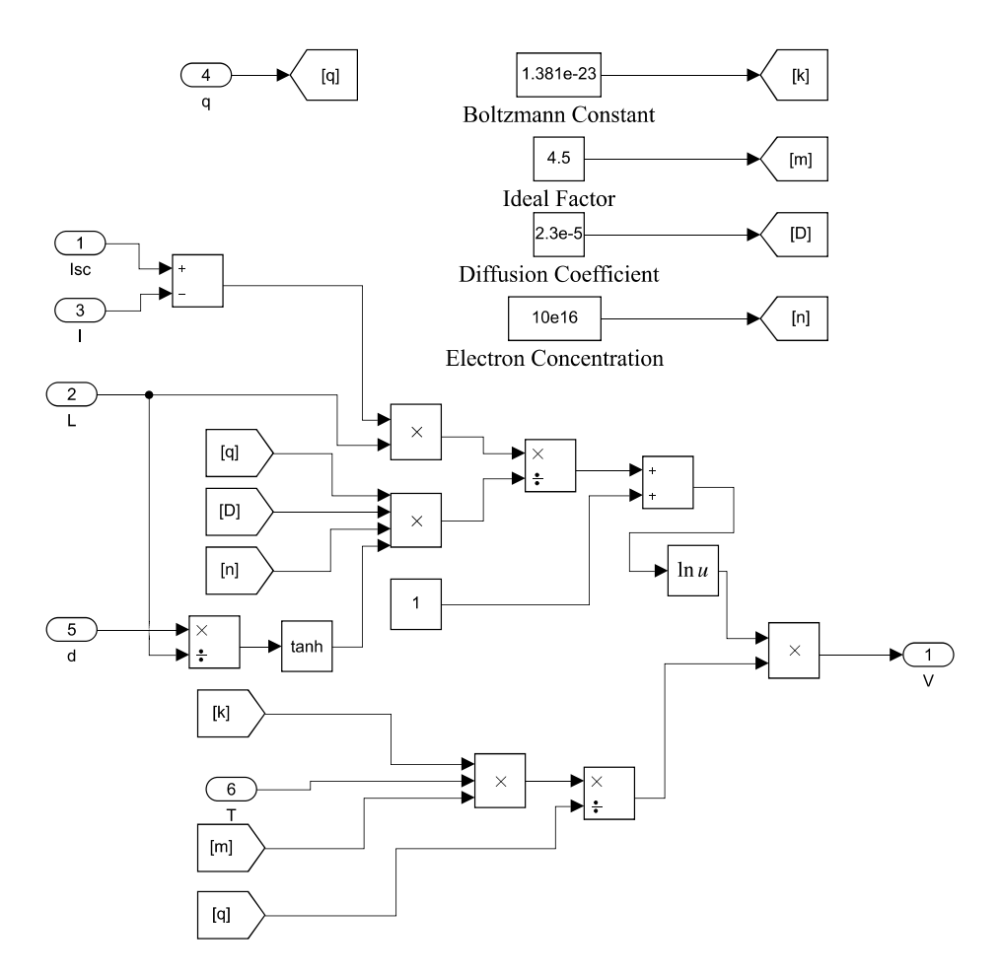 4
[q]
q
1.381e-23
[k]
Boltzmann Constant
4.5
[m]
Ideal Factor
2.3e-5
[D]
Diffusion Coefficient
10e16
[n]
Electron Concentration
1
Isc
+
−
3
I
2
L
×
[q]
×
÷
[D]
×
[n]
+
+
ln u
1
5
d
×
÷
tanh
×
1
V
[k]
6
T
×
×
÷
[m]
[q]